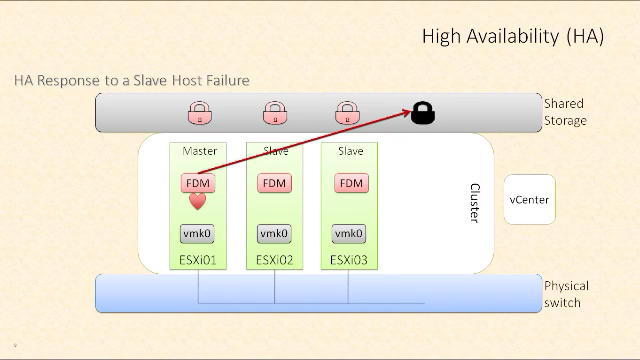 High Availability (HA)
HA Response to a Slave Host Failure
Shared
Storage
Master
Slave
Slave
FDM
FDM
FDM
vmk0
vmk0
vmk0
ESXi01
ESXi02
ESXi03
Cluster
vCenter
Physical
switch